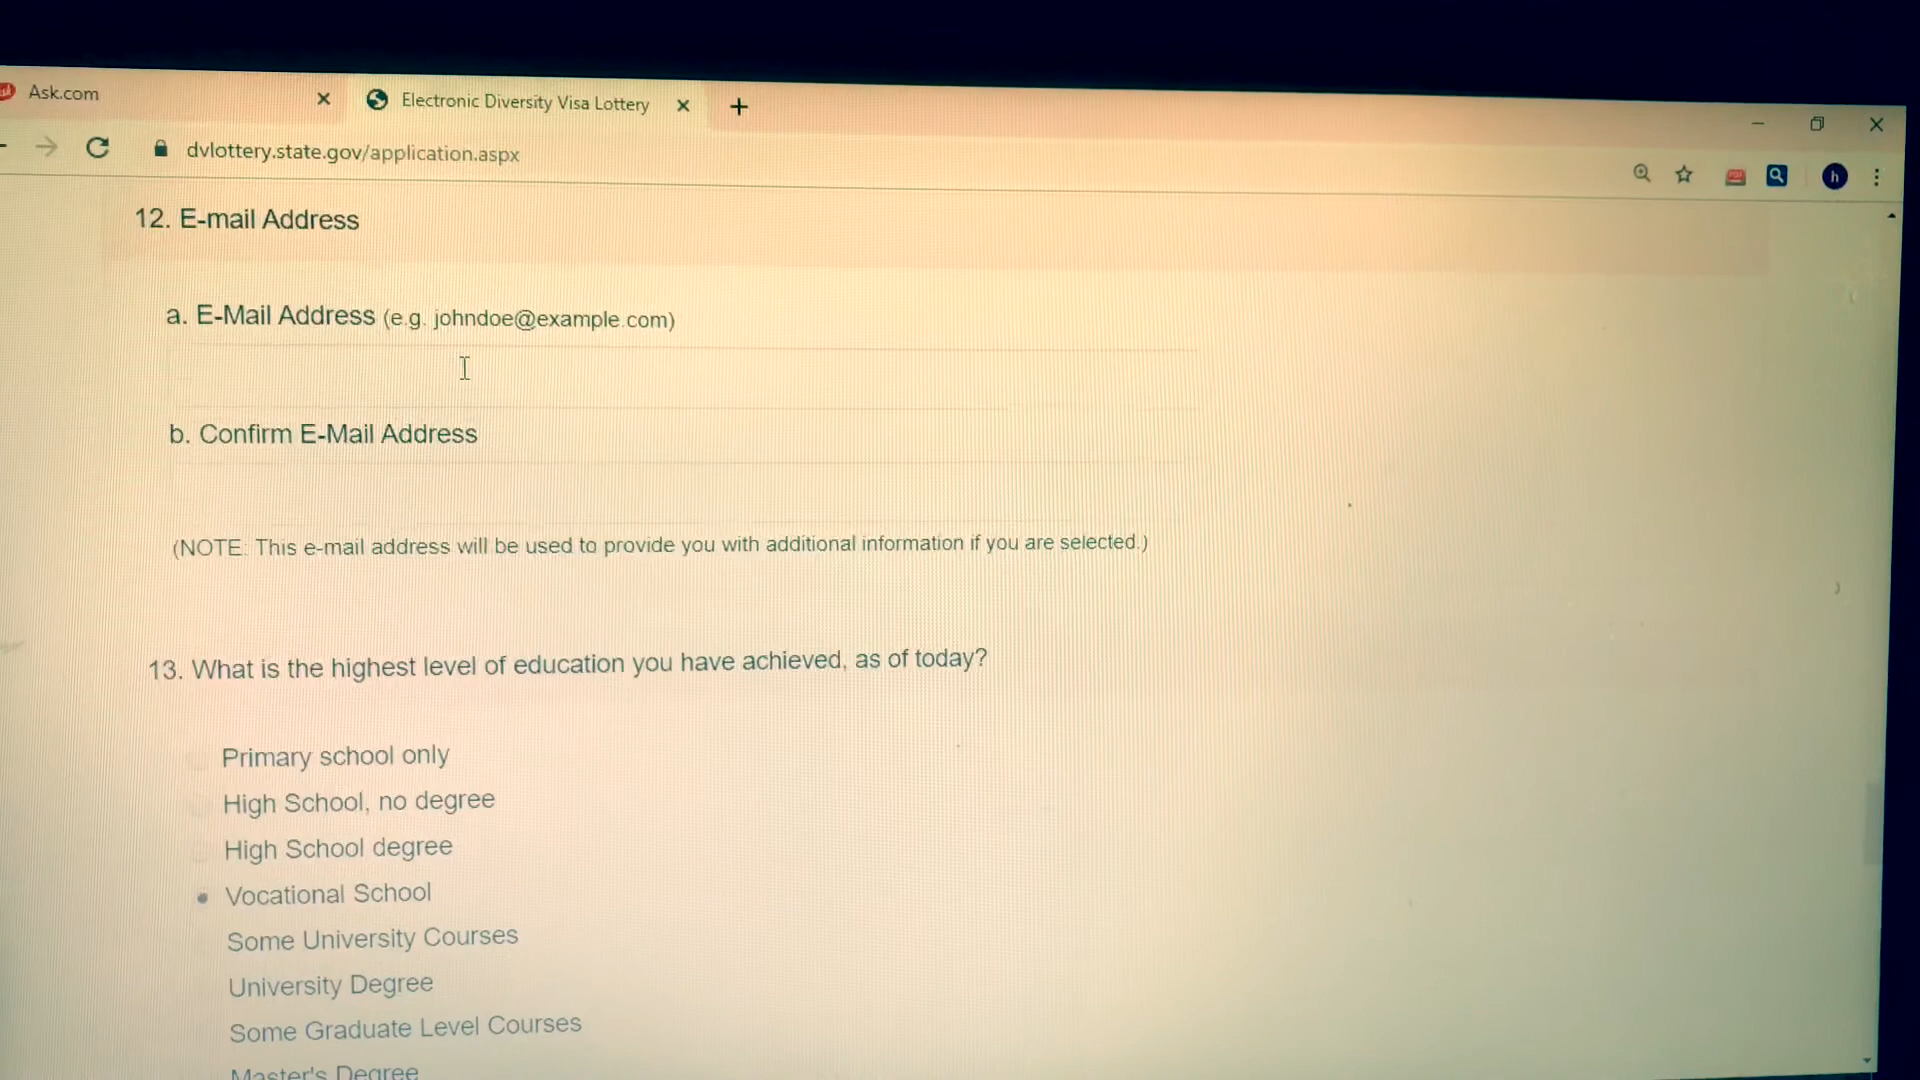 Ask.com
Electronic Diversity Visa Lottery
dvlottery.state.gov/application.aspx
h
12. E-mail Address
a. E-Mail Address (e.g. johndoe@example.com)
b. Confirm E-Mail Address
(NOTE: This e-mail address will be used to provide you with additional information if you are selected.)
13. What is the highest level of education you have achieved, as of today?
Primary school only
High School, no degree
High School degree
Vocational School
Some University Courses
University Degree
Some Graduate Level Courses
Master's Degree